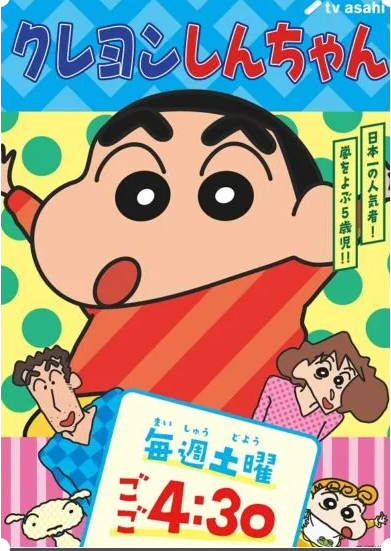 tv asahi
クレヨンしんちゃん
日本一の人気者!
嵐をよぶ5歳児!!
まい しゅう ど よう
毎週土曜
ごご4:30